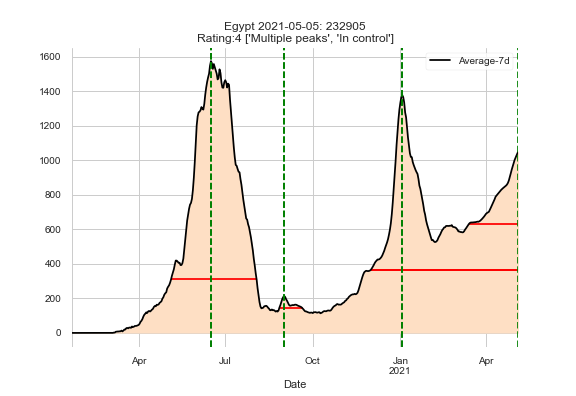 Egypt 2021-05-05: 232905
Rating:4 ['Multiple peaks', 'In control']
Average-7d
1600
1400
1200
1000
800
600
400
200
0
Apr
Jul
Oct
Jan
2021
Apr
Date